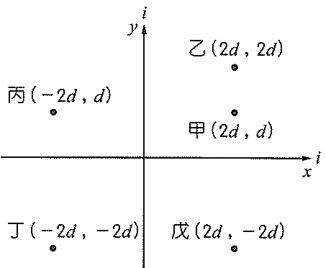 i
y
乙(2d, 2d)
丙(-2d, d)
甲(2d, d)
i
x
丁(-2d, -2d)
戊(2d, -2d)